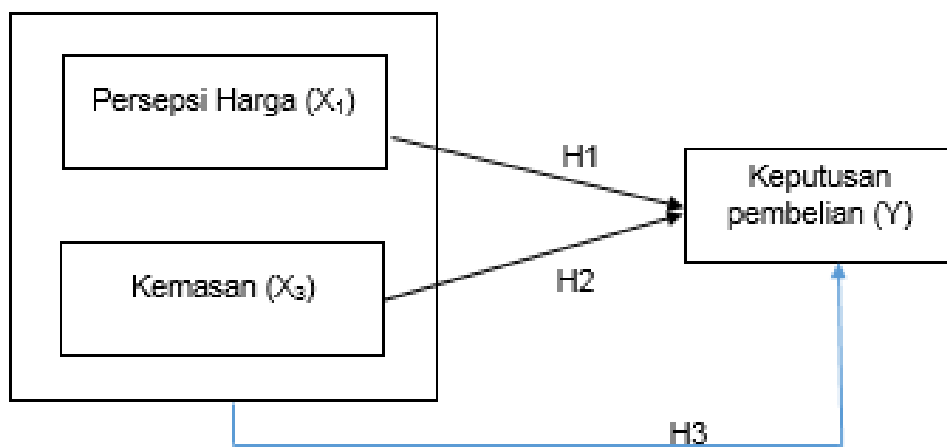 Persepsi Harga (X₁)
H1
Keputusan
pembelian (Y)
Kemasan (X₃)
H2
H3